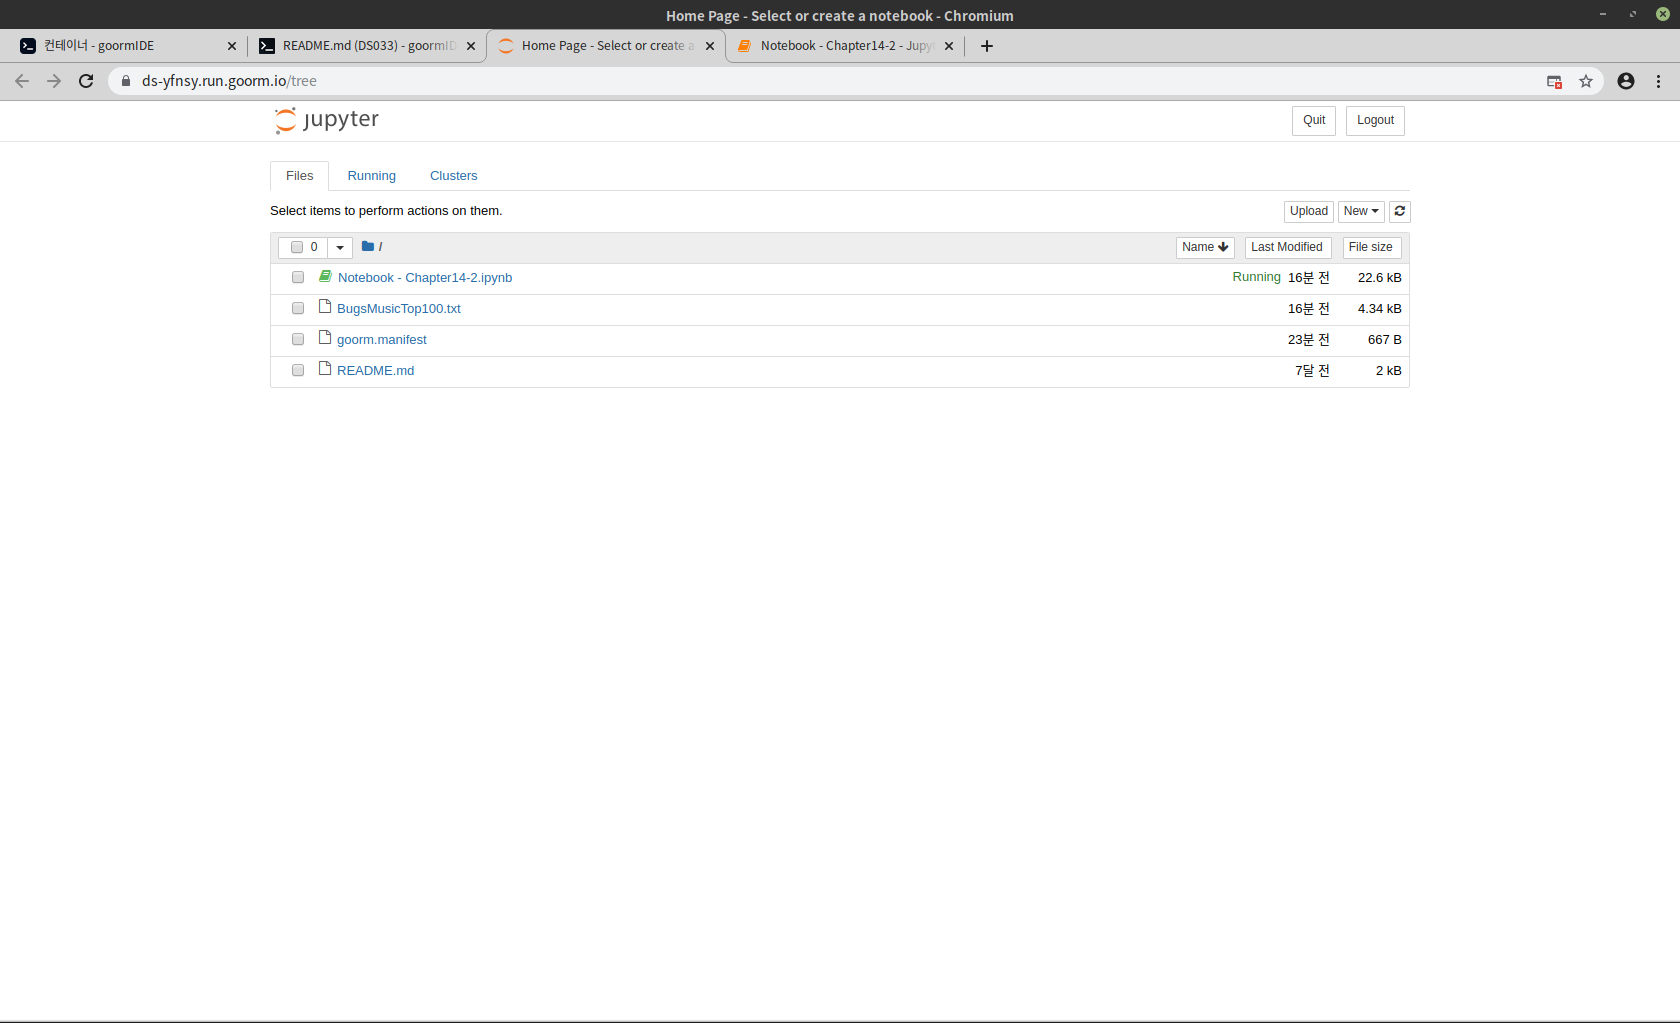 Home Page - Select or create a notebook - Chromium
컨테이너 - goormIDE
README.md (DS033) - goormID
Home Page - Select or create a
Notebook - Chapter14-2 - Jupyt
ds-yfnsy.run.goorm.io/tree
jupyter
Quit
Logout
Files
Running
Clusters
Select items to perform actions on them.
Upload
New
0
/
Name
Last Modified
File size
Notebook - Chapter14-2.ipynb
Running
16분 전
22.6 kB
BugsMusicTop100.txt
16분 전
4.34 kB
goorm.manifest
23분 전
667 B
README.md
7달 전
2 kB